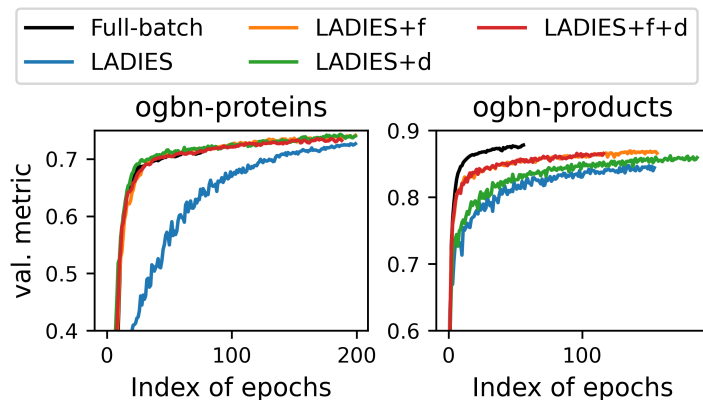 Full-batch LADIES+f LADIES+f+d
LADIES LADIES+d
ogbn-proteins ogbn-products
val. metric
0.7
0.6
0.5
0.4
0 100 200
Index of epochs
0.9
0.8
0.7
0.6
0 100
Index of epochs